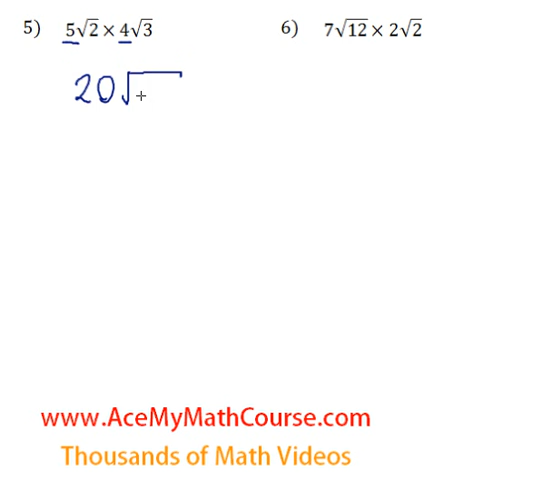 5) 5√2 × 4√3
6) 7√12 × 2√2
20√
www.AceMyMathCourse.com
Thousands of Math Videos